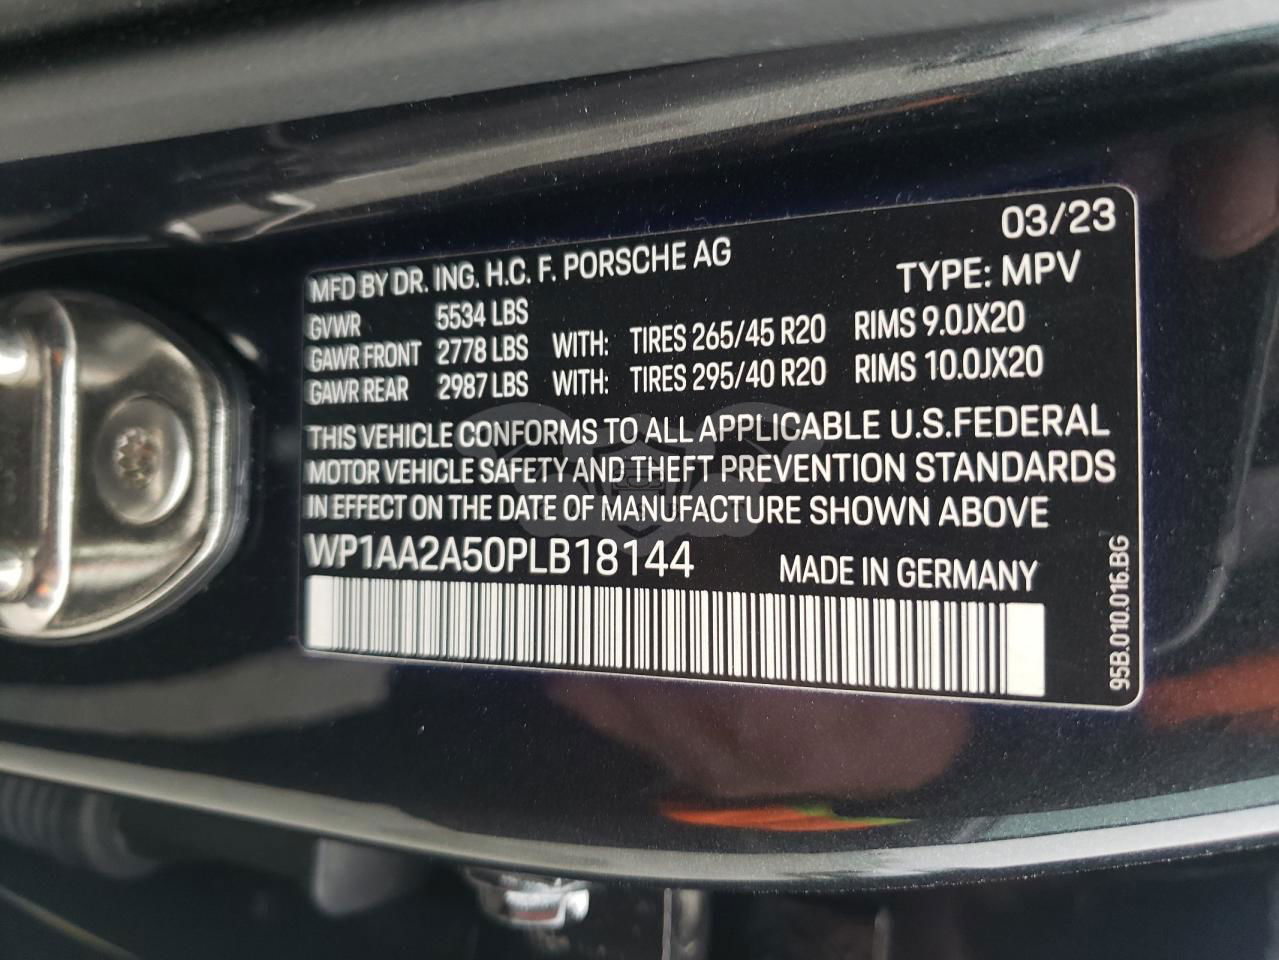 03/23
MFD BY DR. ING. H.C. F. PORSCHE AG
TYPE: MPV
GVWR 5534 LBS
GAWR FRONT 2778 LBS WITH: TIRES 265/45 R20 RIMS 9.0JX20
GAWR REAR 2987 LBS WITH: TIRES 295/40 R20 RIMS 10.0JX20
THIS VEHICLE CONFORMS TO ALL APPLICABLE U.S.FEDERAL
MOTOR VEHICLE SAFETY AND THEFT PREVENTION STANDARDS
IN EFFECT ON THE DATE OF MANUFACTURE SHOWN ABOVE
WP1AA2A50PLB18144 MADE IN GERMANY
95B.010.016.BG